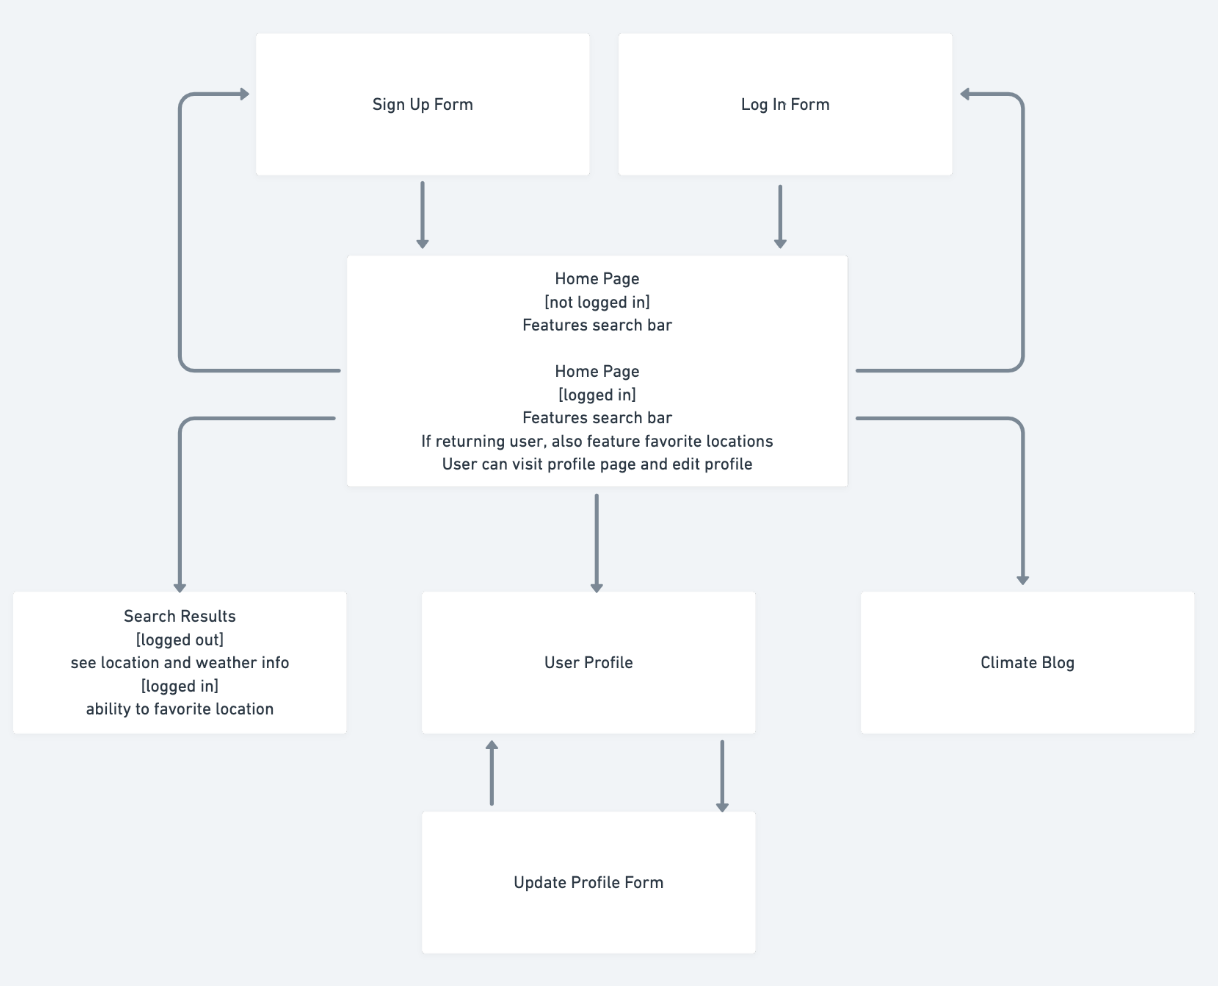 Sign Up Form
Log In Form
Home Page
[not logged in]
Features search bar
Home Page
[logged in]
Features search bar
If returning user, also feature favorite locations
User can visit profile page and edit profile
Search Results
[logged out]
see location and weather info
[logged in]
ability to favorite location
User Profile
Climate Blog
Update Profile Form